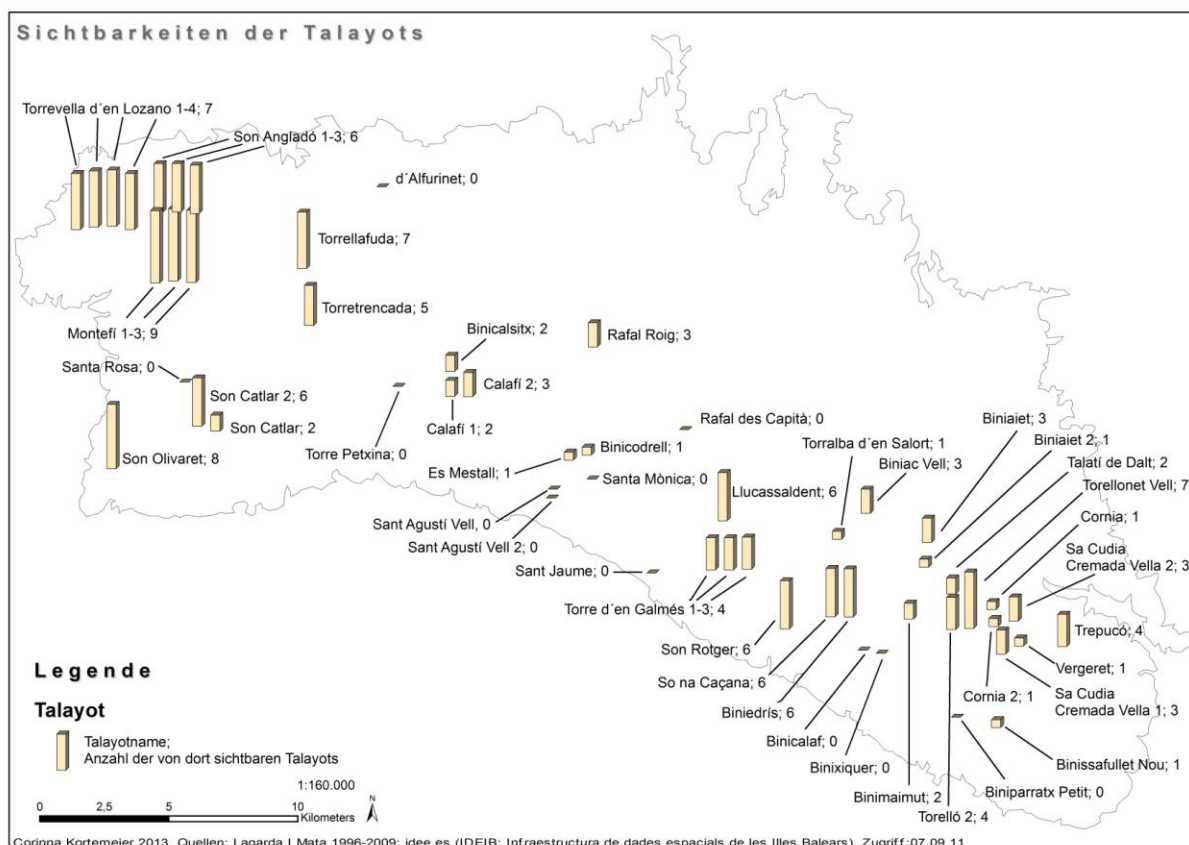 Sichtbarkeiten der Talayots
Torrevella d´en Lozano 1-4; 7
Son Angladó 1-3; 6
d´Alfurinet; 0
Torrellafuda; 7
Torretrencada; 5
Montefí 1-3; 9
Binicalsitx; 2
Rafal Roig; 3
Santa Rosa; 0
Son Catlar 2; 6
Calafí 2; 3
Son Catlar; 2
Calafí 1; 2
Rafal des Capità; 0
Biniaiet; 3
Son Olivaret; 8
Torre Petxina; 0
Binicodrell; 1
Torralba d´en Salort; 1
Biniaiet 2; 1
Es Mestall; 1
Biniac Vell; 3
Talatí de Dalt; 2
Santa Mònica; 0
Torellonet Vell; 7
Llucassaldent; 6
Cornia; 1
Sant Agustí Vell, 0
Sant Agustí Vell 2; 0
Sa Cudia
Cremada Vella 2; 3
Sant Jaume; 0
Torre d´en Galmés 1-3; 4
Trepucó; 4
Son Rotger; 6
Vergeret; 1
So na Caçana; 6
Cornia 2; 1
Sa Cudia
Cremada Vella 1; 3
Biniedrís; 6
Binicalaf; 0
Binissafullet Nou; 1
Binixiquer; 0
Biniparratx Petit; 0
Binimaimut; 2
Torelló 2; 4
Legende
Talayot
Talayotname;
Anzahl der von dort sichtbaren Talayots
1:160.000
0 2,5 5 10
Kilometers
N
Corinna Kortemeier 2013. Quellen: Lagarda I Mata 1996-2009; idee.es (IDEIB: Infraestructura de dades espacials de les Illes Balears). Zugriff:07.09.11